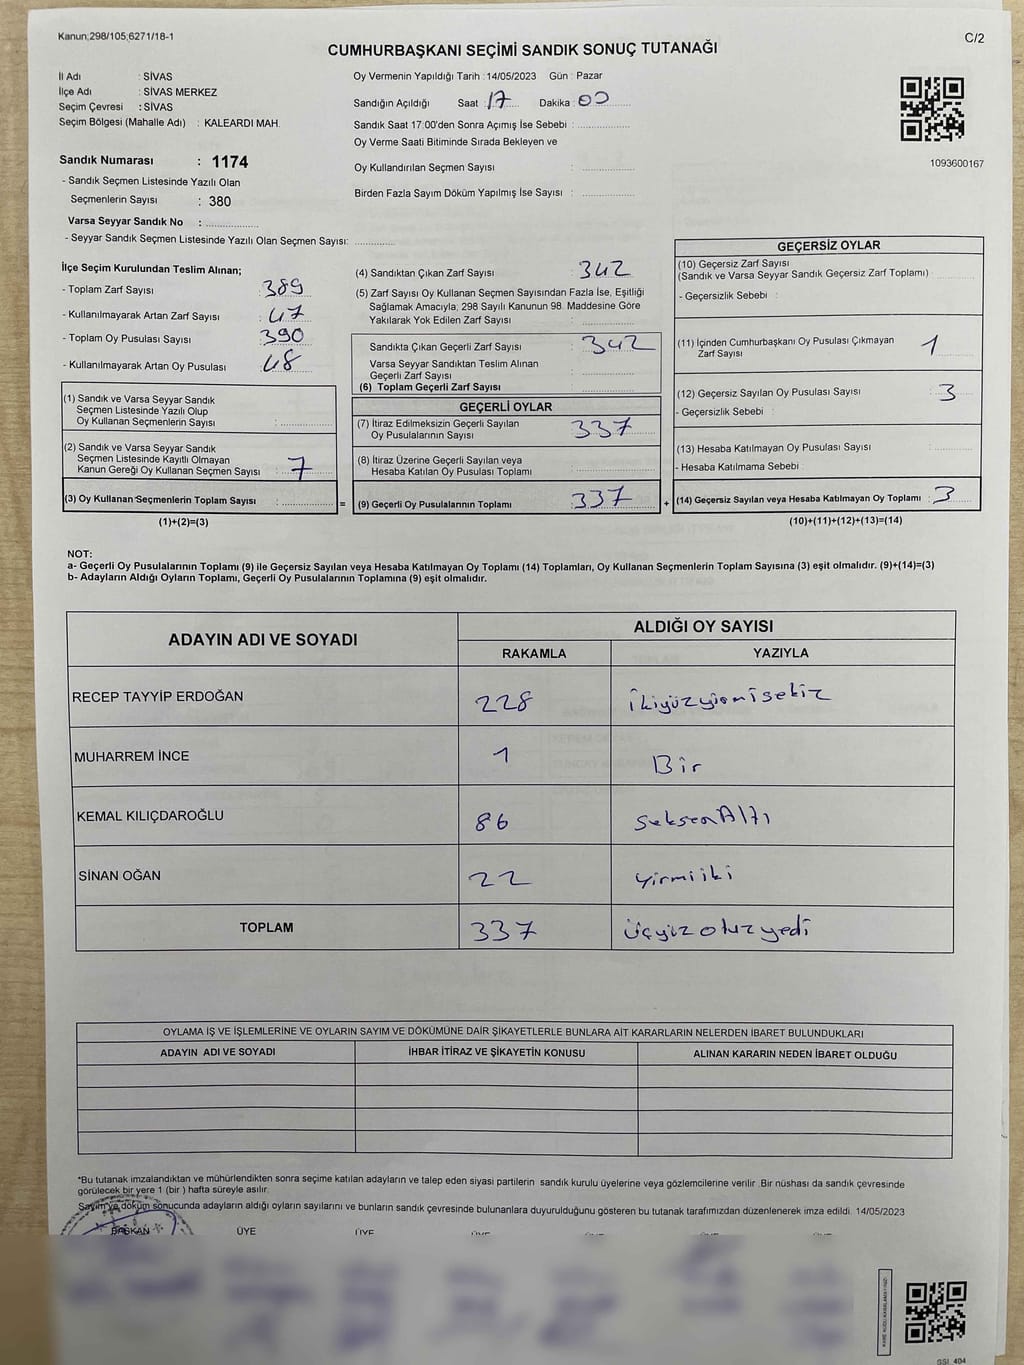 Kanun;298/105;6271/18-1
C/2
CUMHURBAŞKANI SEÇİMİ SANDIK SONUÇ TUTANAĞI
İl Adı : SİVAS
İlçe Adı : SİVAS MERKEZ
Seçim Çevresi : SİVAS
Seçim Bölgesi (Mahalle Adı) : KALEARDI MAH.
Sandık Numarası : 1174
- Sandık Seçmen Listesinde Yazılı Olan
Seçmenlerin Sayısı : 380
Varsa Seyyar Sandık No :
- Seyyar Sandık Seçmen Listesinde Yazılı Olan Seçmen Sayısı:
Oy Vermenin Yapıldığı Tarih : 14/05/2023 Gün : Pazar
Sandığın Açıldığı Saat : 17 Dakika : 00
Sandık Saat 17:00'den Sonra Açımış İse Sebebi :
Oy Verme Saati Bitiminde Sırada Bekleyen ve
Oy Kullandırılan Seçmen Sayısı :
Birden Fazla Sayım Döküm Yapılmış İse Sayısı :
1093600167
İlçe Seçim Kurulundan Teslim Alınan;
- Toplam Zarf Sayısı : 389
- Kullanılmayarak Artan Zarf Sayısı : 47
- Toplam Oy Pusulası Sayısı : 390
- Kullanılmayarak Artan Oy Pusulası : 48
(1) Sandık ve Varsa Seyyar Sandık
Seçmen Listesinde Yazılı Olup
Oy Kullanan Seçmenlerin Sayısı :
(2) Sandık ve Varsa Seyyar Sandık
Seçmen Listesinde Kayıtlı Olmayan
Kanun Gereği Oy Kullanan Seçmen Sayısı : 7
(3) Oy Kullanan Seçmenlerin Toplam Sayısı :
(1)+(2)=(3)
(4) Sandıktan Çıkan Zarf Sayısı : 342
(5) Zarf Sayısı Oy Kullanan Seçmen Sayısından Fazla İse, Eşitliği
Sağlamak Amacıyla; 298 Sayılı Kanunun 98. Maddesine Göre
Yakılarak Yok Edilen Zarf Sayısı :
Sandıkta Çıkan Geçerli Zarf Sayısı : 342
Varsa Seyyar Sandıktan Teslim Alınan
Geçerli Zarf Sayısı :
(6) Toplam Geçerli Zarf Sayısı :
GEÇERLİ OYLAR
(7) İtiraz Edilmeksizin Geçerli Sayılan
Oy Pusulalarının Sayısı : 337
(8) İtiraz Üzerine Geçerli Sayılan veya
Hesaba Katılan Oy Pusulası Toplamı :
= (9) Geçerli Oy Pusulalarının Toplamı : 337 +
GEÇERSİZ OYLAR
(10) Geçersiz Zarf Sayısı
(Sandık ve Varsa Seyyar Sandık Geçersiz Zarf Toplamı) :
- Geçersizlik Sebebi :
(11) İçinden Cumhurbaşkanı Oy Pusulası Çıkmayan
Zarf Sayısı : 1
(12) Geçersiz Sayılan Oy Pusulası Sayısı : 3
- Geçersizlik Sebebi :
(13) Hesaba Katılmayan Oy Pusulası Sayısı :
- Hesaba Katılmama Sebebi :
(14) Geçersiz Sayılan veya Hesaba Katılmayan Oy Toplamı : 3
(10)+(11)+(12)+(13)=(14)
NOT:
a- Geçerli Oy Pusulalarının Toplamı (9) ile Geçersiz Sayılan veya Hesaba Katılmayan Oy Toplamı (14) Toplamları, Oy Kullanan Seçmenlerin Toplam Sayısına (3) eşit olmalıdır. (9)+(14)=(3)
b- Adayların Aldığı Oyların Toplamı, Geçerli Oy Pusulalarının Toplamına (9) eşit olmalıdır.
ADAYIN ADI VE SOYADI
ALDIĞI OY SAYISI
RAKAMLA YAZIYLA
RECEP TAYYİP ERDOĞAN 228 ikiyüzyirmisekiz
MUHARREM İNCE 1 Bir
KEMAL KILIÇDAROĞLU 86 seksenAltı
SİNAN OĞAN 22 yirmiiki
TOPLAM 337 üçyüzotuzyedi
OYLAMA İŞ VE İŞLEMLERİNE VE OYLARIN SAYIM VE DÖKÜMÜNE DAİR ŞİKAYETLERLE BUNLARA AİT KARARLARIN NELERDEN İBARET BULUNDUKLARI
ADAYIN ADI VE SOYADI İHBAR İTİRAZ VE ŞİKAYETİN KONUSU ALINAN KARARIN NEDEN İBARET OLDUĞU
*Bu tutanak imzalandıktan ve mühürlendikten sonra seçime katılan adayların ve talep eden siyasi partilerin sandık kurulu üyelerine veya gözlemcilerine verilir .Bir nüshası da sandık çevresinde
görülecek bir yere 1 (bir ) hafta süreyle asılır.
Sayım ve döküm sonucunda adayların aldığı oyların sayılarını ve bunların sandık çevresinde bulunanlara duyurulduğunu gösteren bu tutanak tarafımızdan düzenlenerek imza edildi. 14/05/2023
BAŞKAN ÜYE ÜYE ÜYE ÜYE ÜYE ÜYE